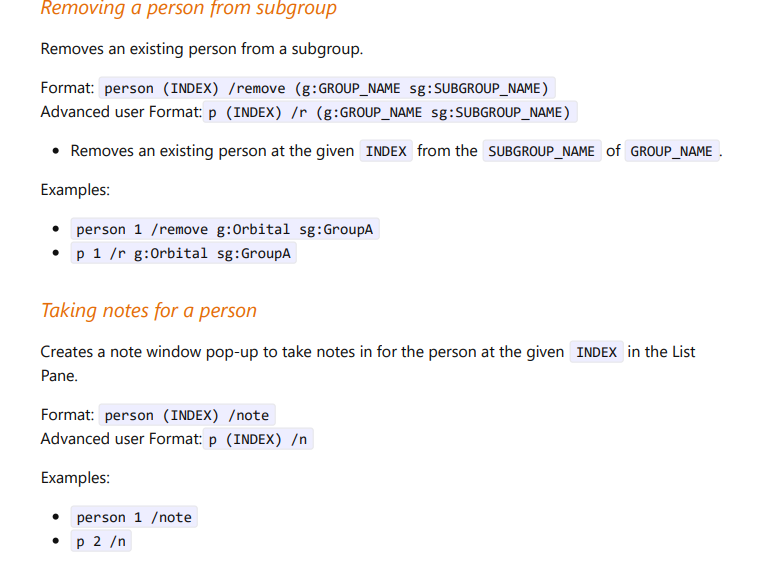 Removing a person from subgroup
Removes an existing person from a subgroup.
Format: person (INDEX) /remove (g:GROUP_NAME sg:SUBGROUP_NAME)
Advanced user Format: p (INDEX) /r (g:GROUP_NAME sg:SUBGROUP_NAME)
• Removes an existing person at the given INDEX from the SUBGROUP_NAME of GROUP_NAME.
Examples:
• person 1 /remove g:Orbital sg:GroupA
• p 1 /r g:Orbital sg:GroupA
Taking notes for a person
Creates a note window pop-up to take notes in for the person at the given INDEX in the List
Pane.
Format: person (INDEX) /note
Advanced user Format: p (INDEX) /n
Examples:
• person 1 /note
• p 2 /n